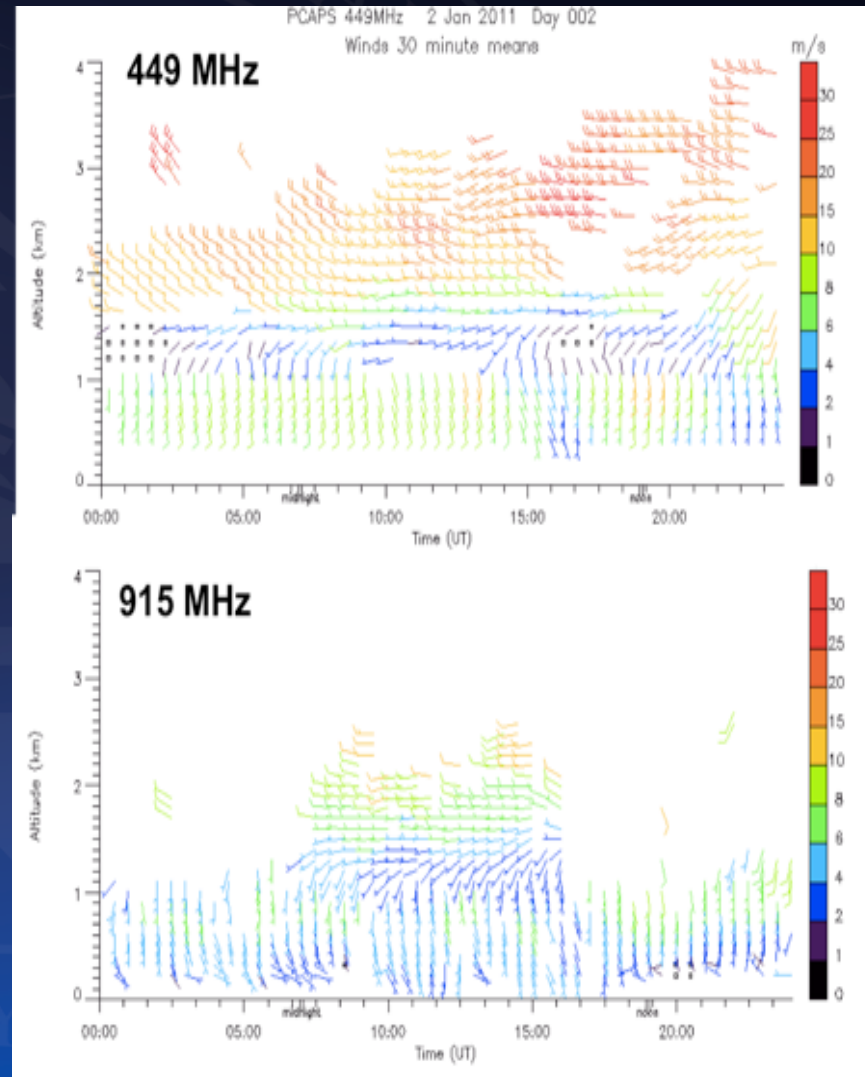 PCAPS 449MHz 2 Jan 2011 Day 002
Winds 30 minute means
m/s
449 MHz
4
3
2
1
0
Altitude (km)
30
25
20
15
10
8
6
4
2
1
0
midnight
noon
00:00 05:00 10:00 15:00 20:00
Time (UT)
915 MHz
4
3
2
1
0
Altitude (km)
30
25
20
15
10
8
6
4
2
1
0
midnight
noon
00:00 05:00 10:00 15:00 20:00
Time (UT)